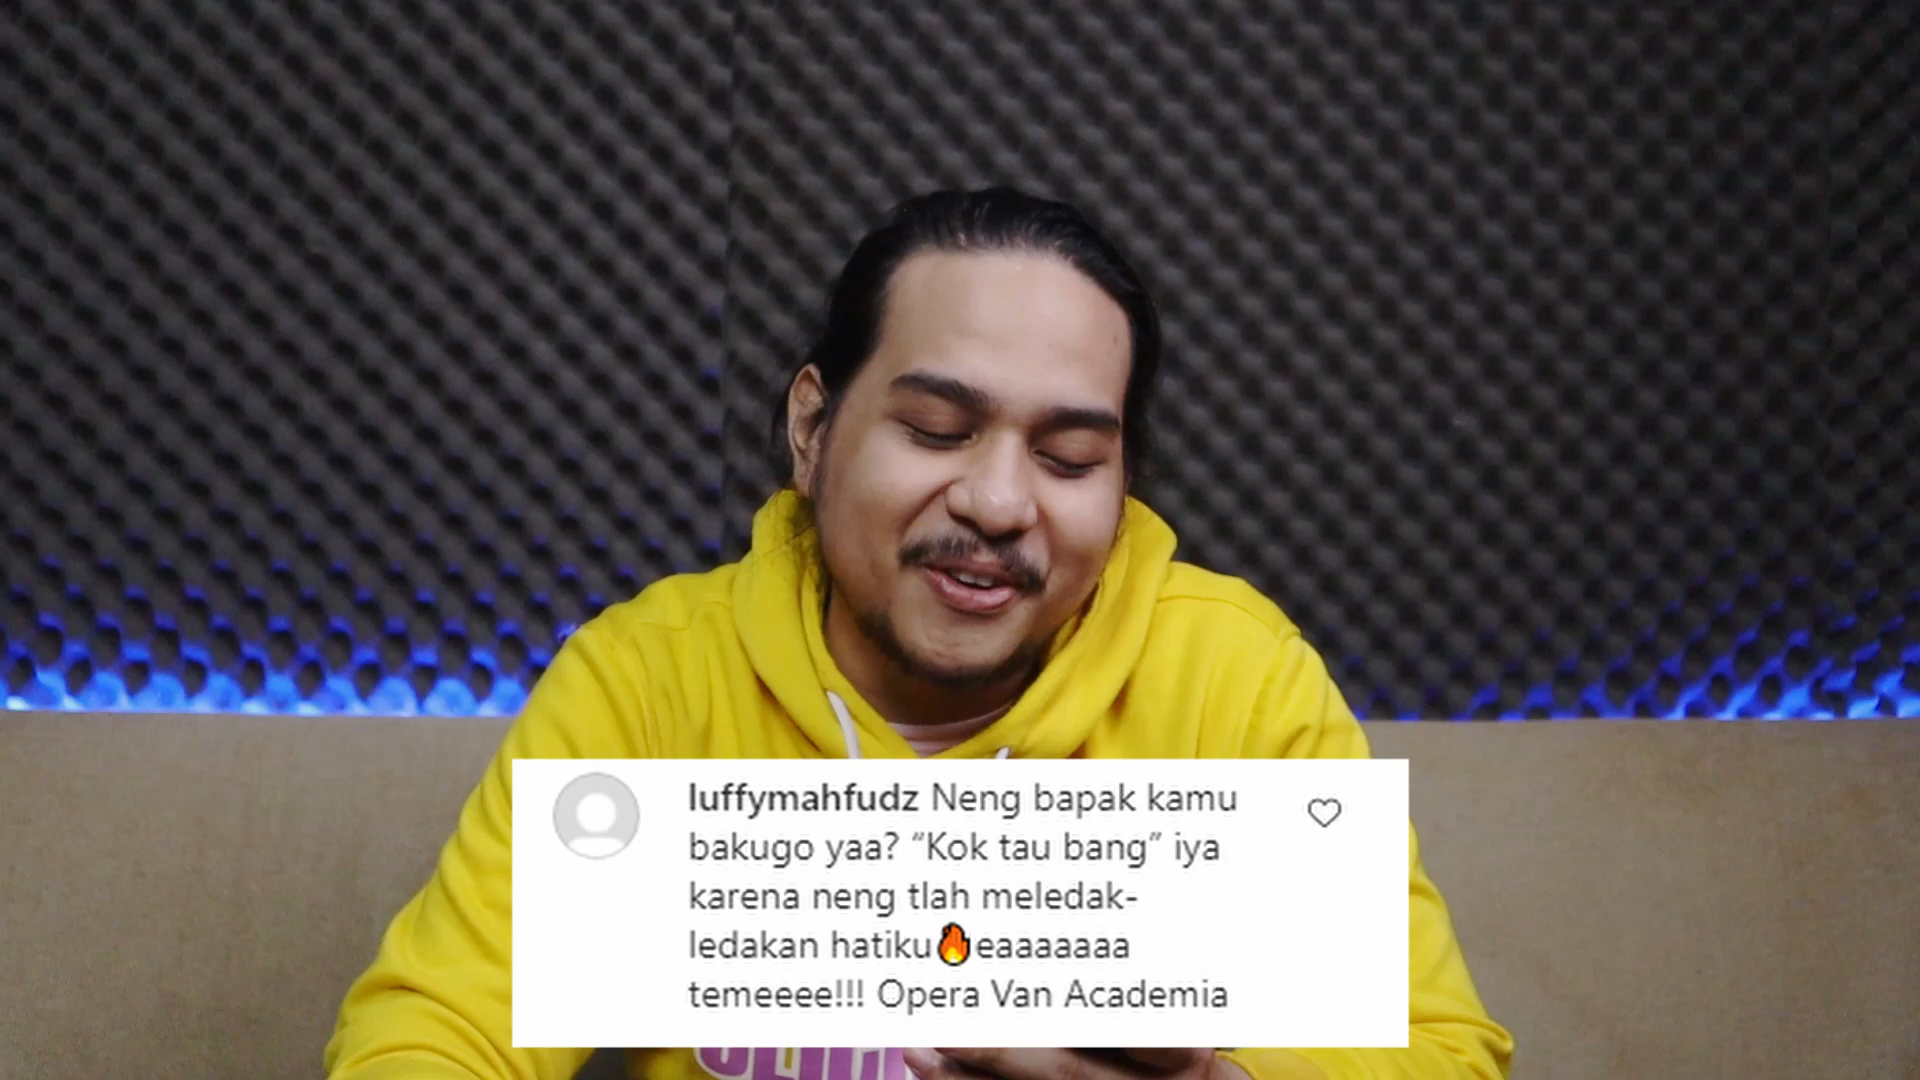 luffymahfudz Neng bapak kamu
bakugo yaa? “Kok tau bang” iya
karena neng tlah meledak-
ledakan hatiku🔥eaaaaaaa
temeeee!!! Opera Van Academia